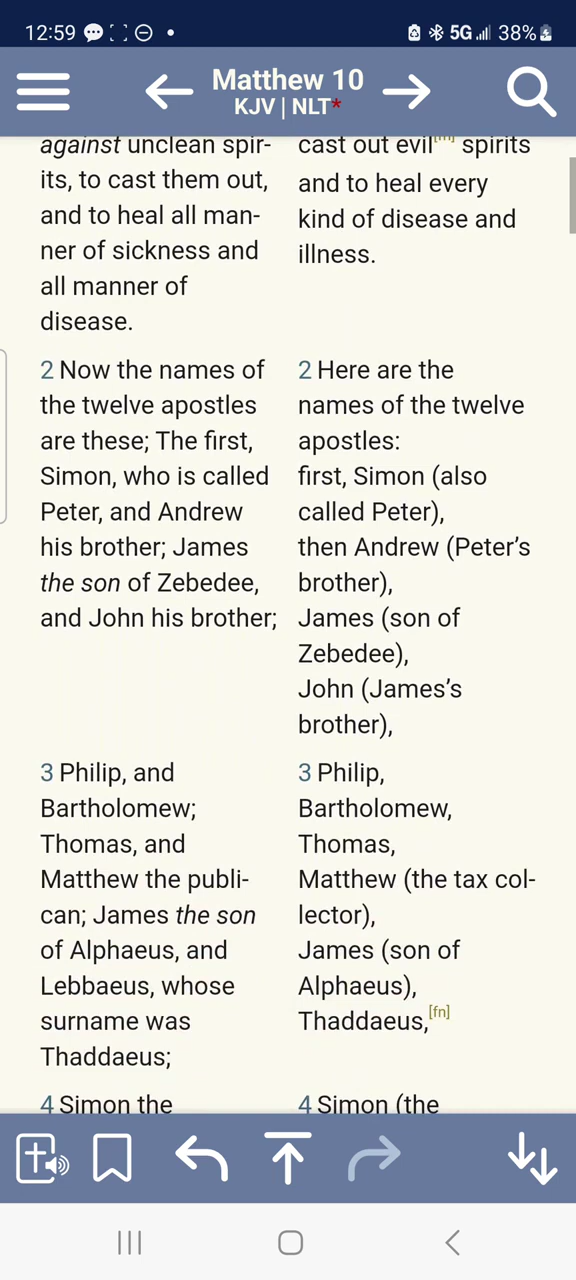 12:59
5G 38%
Matthew 10
KJV | NLT*
against unclean spir-
its, to cast them out,
and to heal all man-
ner of sickness and
all manner of
disease.
cast out evil spirits
and to heal every
kind of disease and
illness.
2 Now the names of
the twelve apostles
are these; The first,
Simon, who is called
Peter, and Andrew
his brother; James
the son of Zebedee,
and John his brother;
2 Here are the
names of the twelve
apostles:
first, Simon (also
called Peter),
then Andrew (Peter’s
brother),
James (son of
Zebedee),
John (James’s
brother),
3 Philip, and
Bartholomew;
Thomas, and
Matthew the publi-
can; James the son
of Alphaeus, and
Lebbaeus, whose
surname was
Thaddaeus;
3 Philip,
Bartholomew,
Thomas,
Matthew (the tax col-
lector),
James (son of
Alphaeus),
Thaddaeus,[fn]
4 Simon the
4 Simon (the